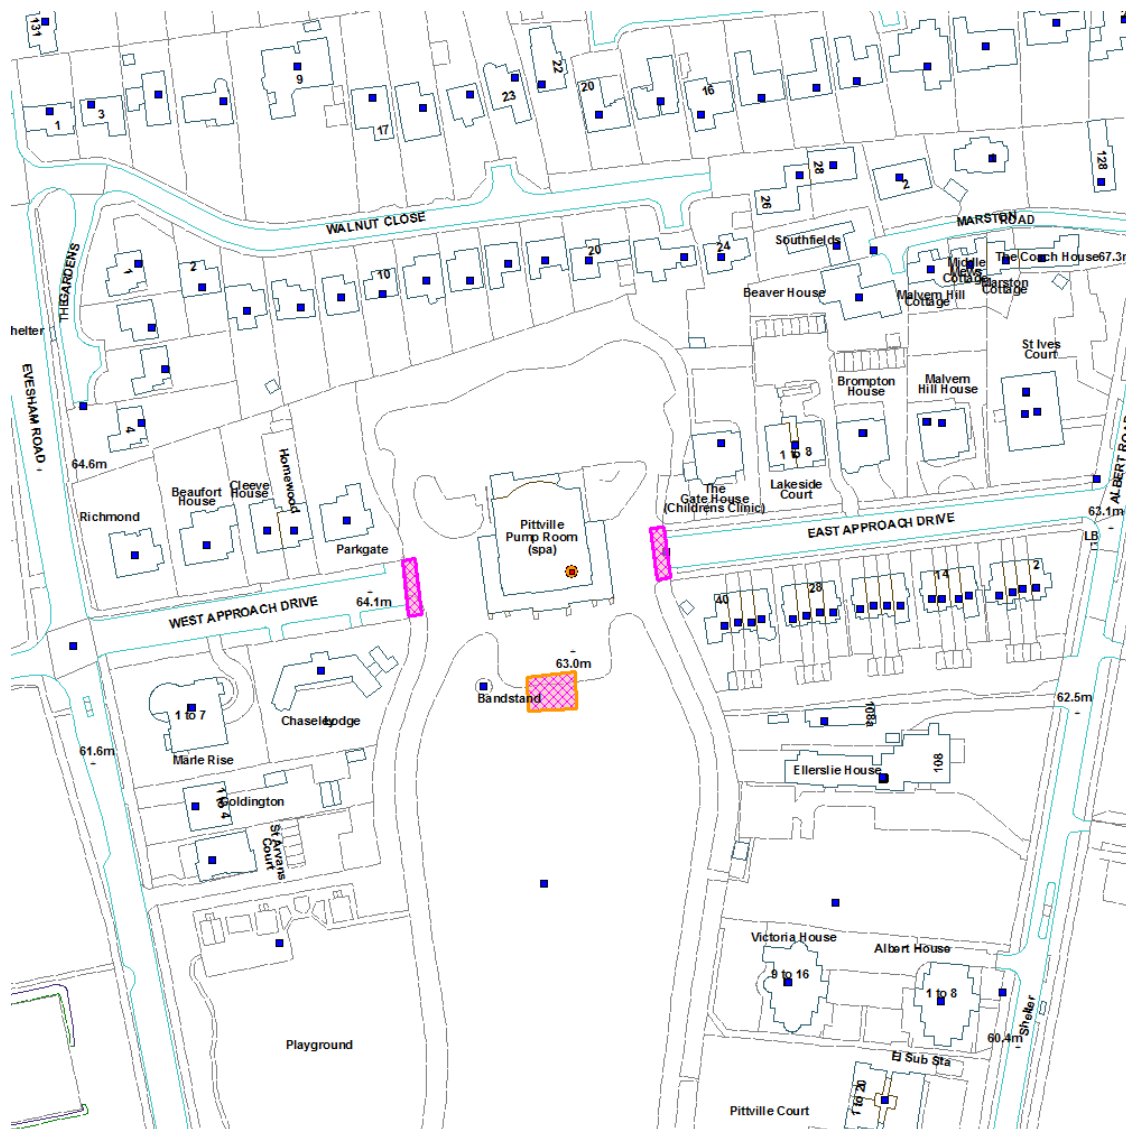 131
9
22
23
20
16
1
3
17
28
26
2
1
128
WALNUT CLOSE
MARSTON
ROAD
THE GARDENS
1
2
10
20
24
Southfields
Middle
Mews
Cottage
The Coach House
67.3m
Marston
Cottage
Malvern Hill
Cottage
Beaver House
helter
EVESHAM ROAD
4
64.6m
St Ives
Court
Brompton
House
Malvern
Hill House
Homewood
Cleeve
House
Beaufort
House
Richmond
Parkgate
1 to 8
Lakeside
Court
The
Gate House
(Childrens Clinic)
ALBERT ROAD
63.1m
LB
Pittville
Pump Room
(spa)
EAST APPROACH DRIVE
WEST APPROACH DRIVE
64.1m
40
28
14
2
63.0m
Bandstand
Chaseley
Lodge
1 to 7
Marle Rise
61.6m
62.5m
108a
108
Ellerslie House
1 to 4
Goldington
St Arvans
Court
Victoria House
Albert House
9 to 16
1 to 8
Shelter
60.4m
El Sub Sta
Playground
1 to 20
Pittville Court